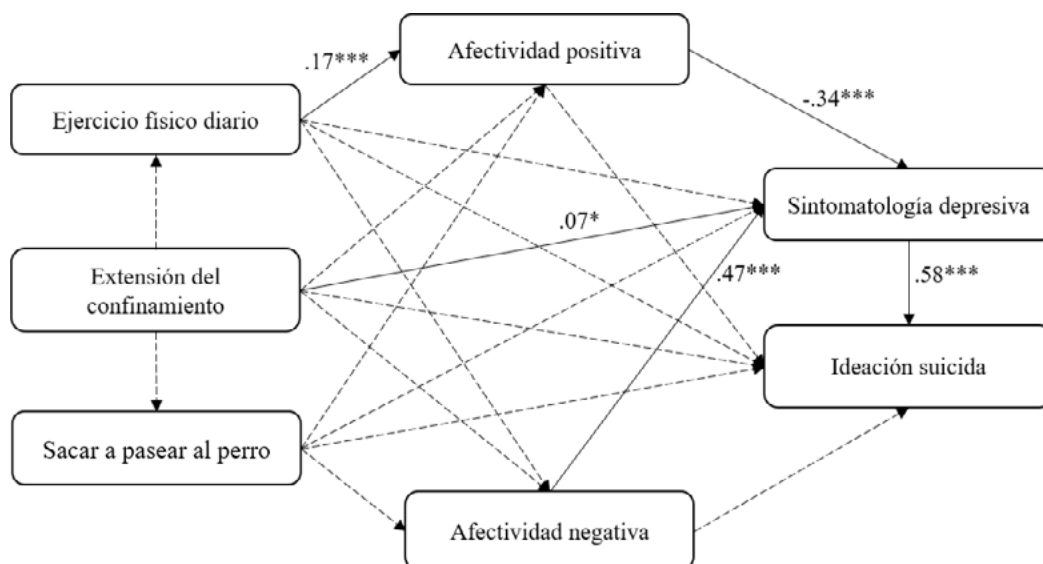 .17***
Afectividad positiva
Ejercicio físico diario
-.34***
Sintomatología depresiva
.07*
Extensión del
confinamiento
.47***
.58***
Ideación suicida
Sacar a pasear al perro
Afectividad negativa